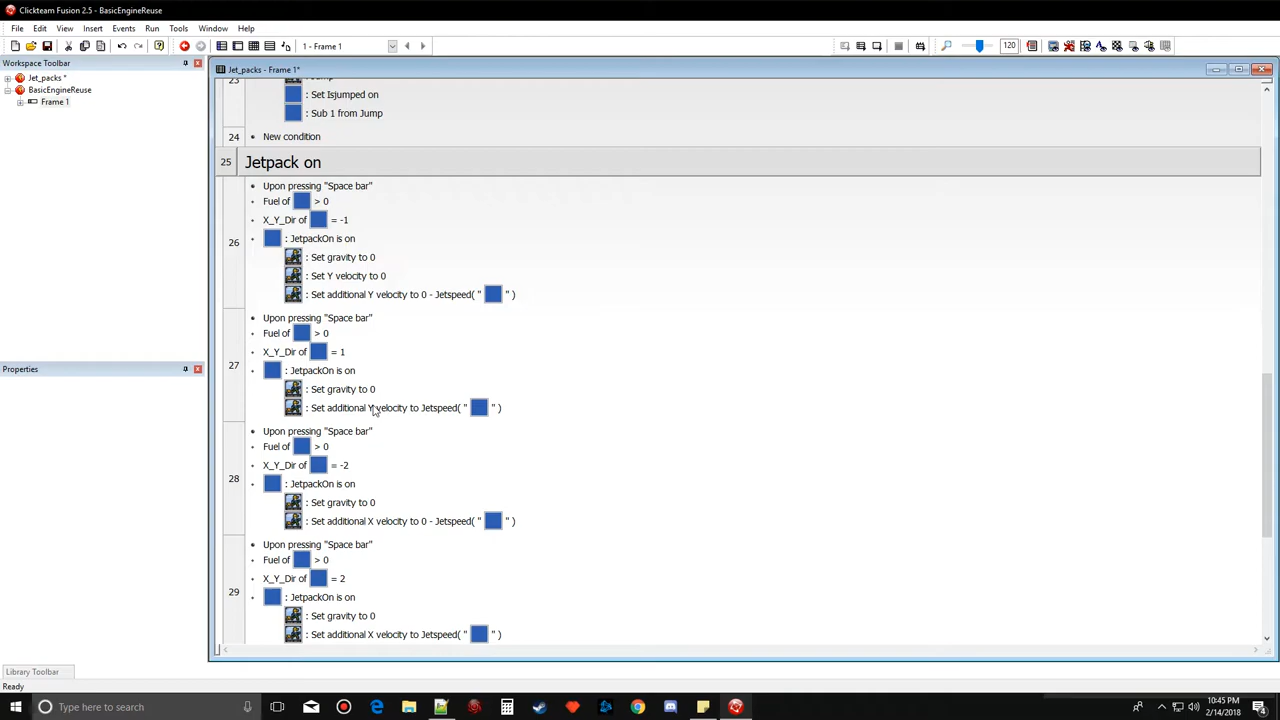 Clickteam Fusion 2.5 - BasicEngineReuse
File Edit View Insert Events Run Tools Window Help
1 - Frame 1
120
Workspace Toolbar
Jet_packs *
BasicEngineReuse
Frame 1
Properties
Library Toolbar
Ready
Jet_packs - Frame 1*
23
: Jump
: Set Isjumped on
: Sub 1 from Jump
24 • New condition
25 Jetpack on
26
• Upon pressing "Space bar"
• Fuel of > 0
• X_Y_Dir of = -1
• : JetpackOn is on
: Set gravity to 0
: Set Y velocity to 0
: Set additional Y velocity to 0 - Jetspeed( " " )
27
• Upon pressing "Space bar"
• Fuel of > 0
• X_Y_Dir of = 1
• : JetpackOn is on
: Set gravity to 0
: Set additional Y velocity to Jetspeed( " " )
28
• Upon pressing "Space bar"
• Fuel of > 0
• X_Y_Dir of = -2
• : JetpackOn is on
: Set gravity to 0
: Set additional X velocity to 0 - Jetspeed( " " )
29
• Upon pressing "Space bar"
• Fuel of > 0
• X_Y_Dir of = 2
• : JetpackOn is on
: Set gravity to 0
: Set additional X velocity to Jetspeed( " " )
Type here to search
10:45 PM
2/14/2018
4